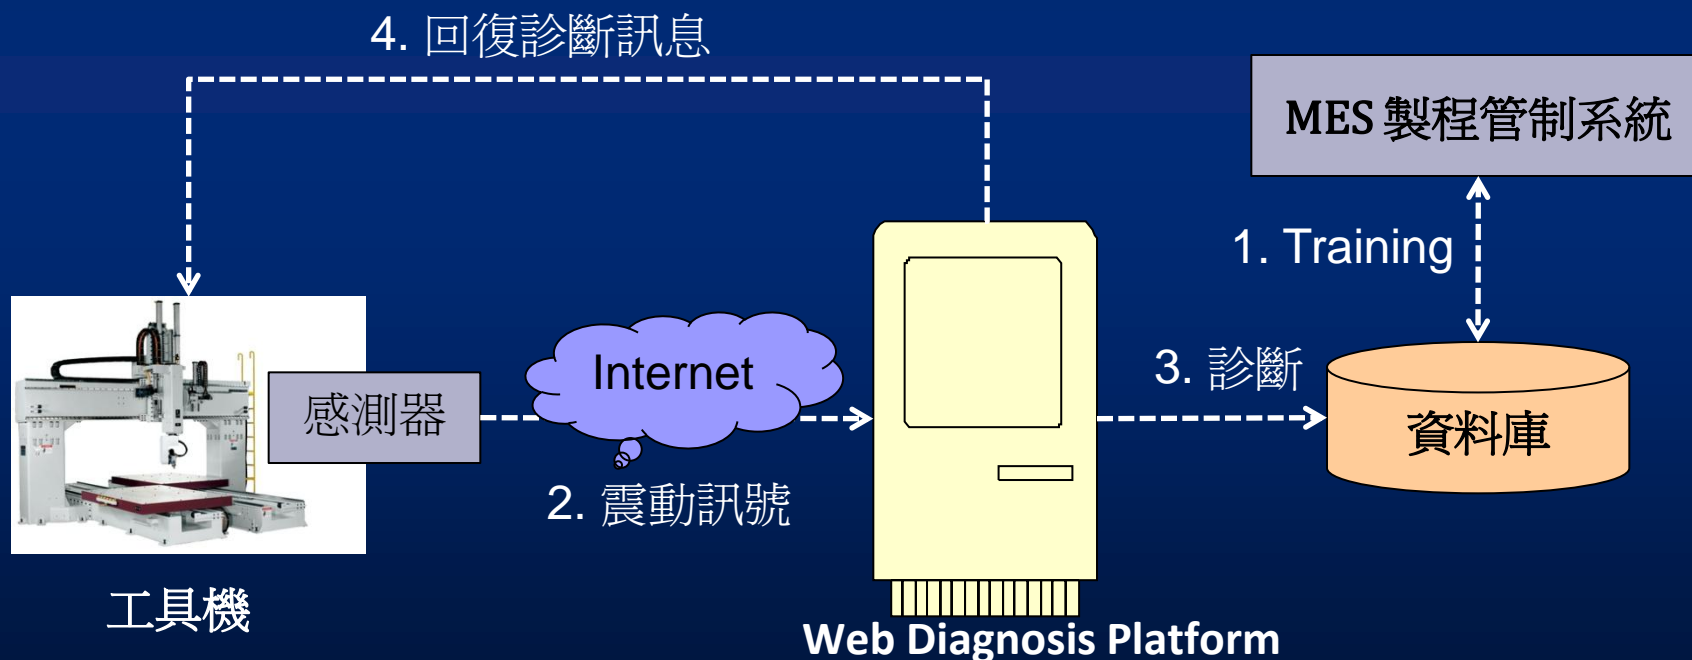 4. 回復診斷訊息
MES 製程管制系統
1. Training
Internet
3. 診斷
感測器
資料庫
2. 震動訊號
工具機
Web Diagnosis Platform